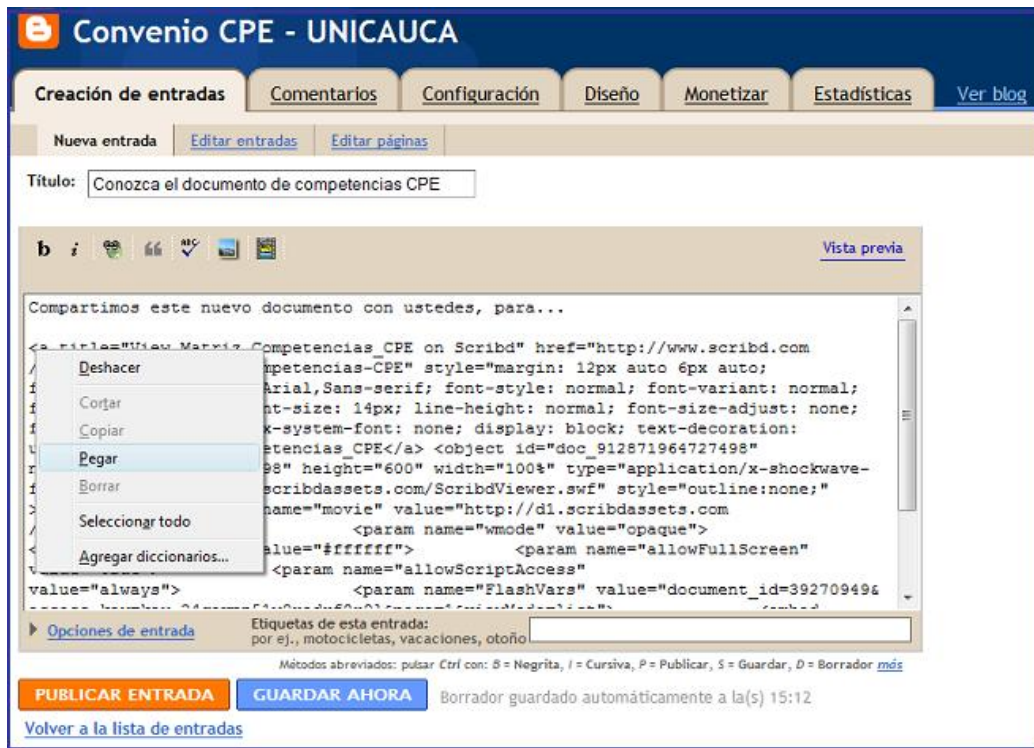 Convenio CPE - UNICAUCA
Creación de entradas Comentarios Configuración Diseño Monetizar Estadísticas Ver blog
Nueva entrada Editar entradas Editar páginas
Título: Conozca el documento de competencias CPE
b i ABC Vista previa
Compartimos este nuevo documento con ustedes, para...
<a title="View Matriz Competencias_CPE on Scribd" href="http://www.scribd.com
Deshacer mpetencias-CPE" style="margin: 12px auto 6px auto;
Arial,Sans-serif; font-style: normal; font-variant: normal;
Cortar nt-size: 14px; line-height: normal; font-size-adjust: none;
Copiar x-system-font: none; display: block; text-decoration:
Pegar etencias_CPE</a> <object id="doc_912871964727498"
98" height="600" width="100%" type="application/x-shockwave-
Borrar scribdassets.com/ScribdViewer.swf" style="outline:none;"
name="movie" value="http://d1.scribdassets.com
Seleccionar todo <param name="wmode" value="opaque">
alue="#ffffff"> <param name="allowFullScreen"
Agregar diccionarios... <param name="allowScriptAccess"
value="always"> <param name="FlashVars" value="document_id=39270949&
Opciones de entrada Etiquetas de esta entrada:
por ej., motocicletas, vacaciones, otoño
Métodos abreviados: pulsar Ctrl con: B = Negrita, I = Cursiva, P = Publicar, S = Guardar, D = Borrador más
PUBLICAR ENTRADA GUARDAR AHORA Borrador guardado automáticamente a la(s) 15:12
Volver a la lista de entradas